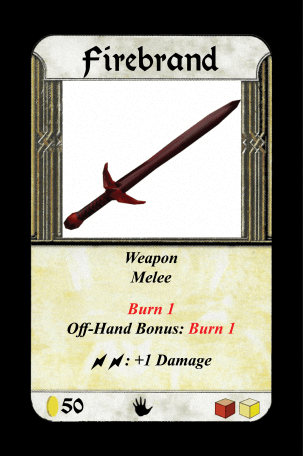 Firebrand
Weapon
Melee
Burn 1
Off-Hand Bonus: Burn 1
: +1 Damage
50